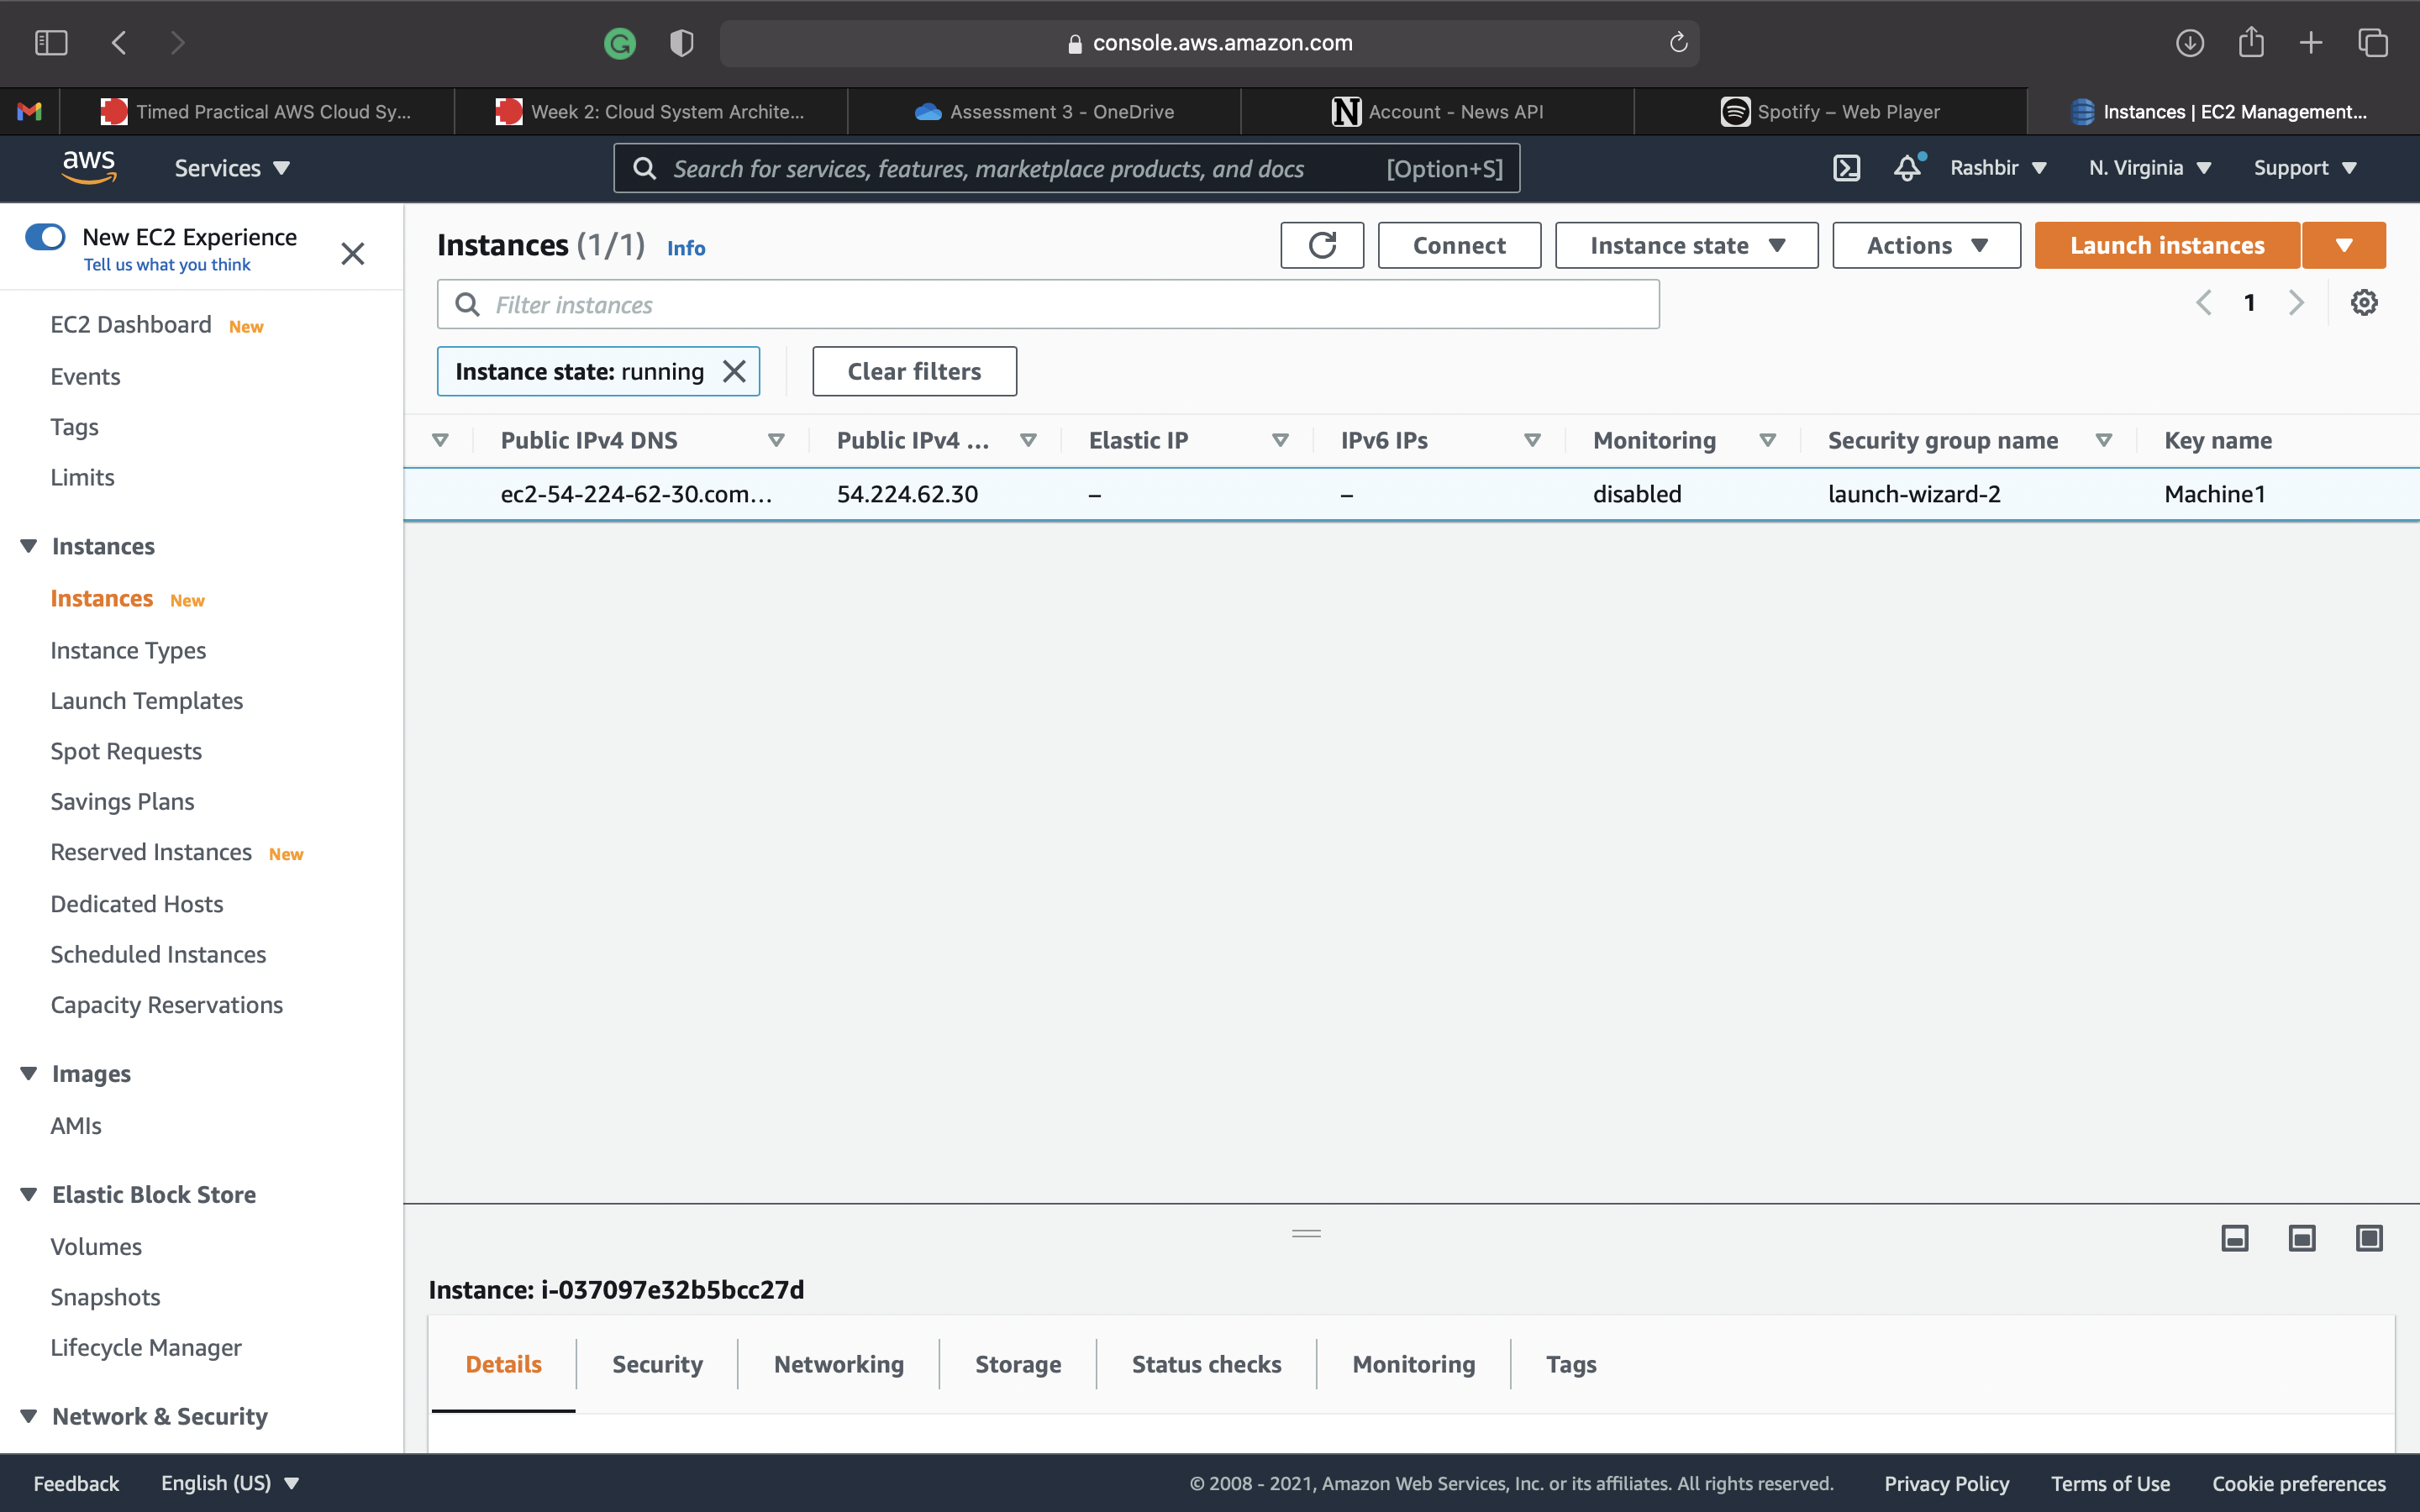 console.aws.amazon.com
Timed Practical AWS Cloud Sy...
Week 2: Cloud System Archite...
Assessment 3 - OneDrive
Account - News API
Spotify – Web Player
Instances | EC2 Management...
aws
Services
Search for services, features, marketplace products, and docs
[Option+S]
Rashbir
N. Virginia
Support
New EC2 Experience
Tell us what you think
EC2 Dashboard New
Events
Tags
Limits
Instances
Instances New
Instance Types
Launch Templates
Spot Requests
Savings Plans
Reserved Instances New
Dedicated Hosts
Scheduled Instances
Capacity Reservations
Images
AMIs
Elastic Block Store
Volumes
Snapshots
Lifecycle Manager
Network & Security
Instances (1/1) Info
Connect
Instance state
Actions
Launch instances
Filter instances
1
Instance state: running
Clear filters
Public IPv4 DNS
Public IPv4 ...
Elastic IP
IPv6 IPs
Monitoring
Security group name
Key name
ec2-54-224-62-30.com...
54.224.62.30
–
–
disabled
launch-wizard-2
Machine1
Instance: i-037097e32b5bcc27d
Details
Security
Networking
Storage
Status checks
Monitoring
Tags
Feedback
English (US)
© 2008 - 2021, Amazon Web Services, Inc. or its affiliates. All rights reserved.
Privacy Policy
Terms of Use
Cookie preferences